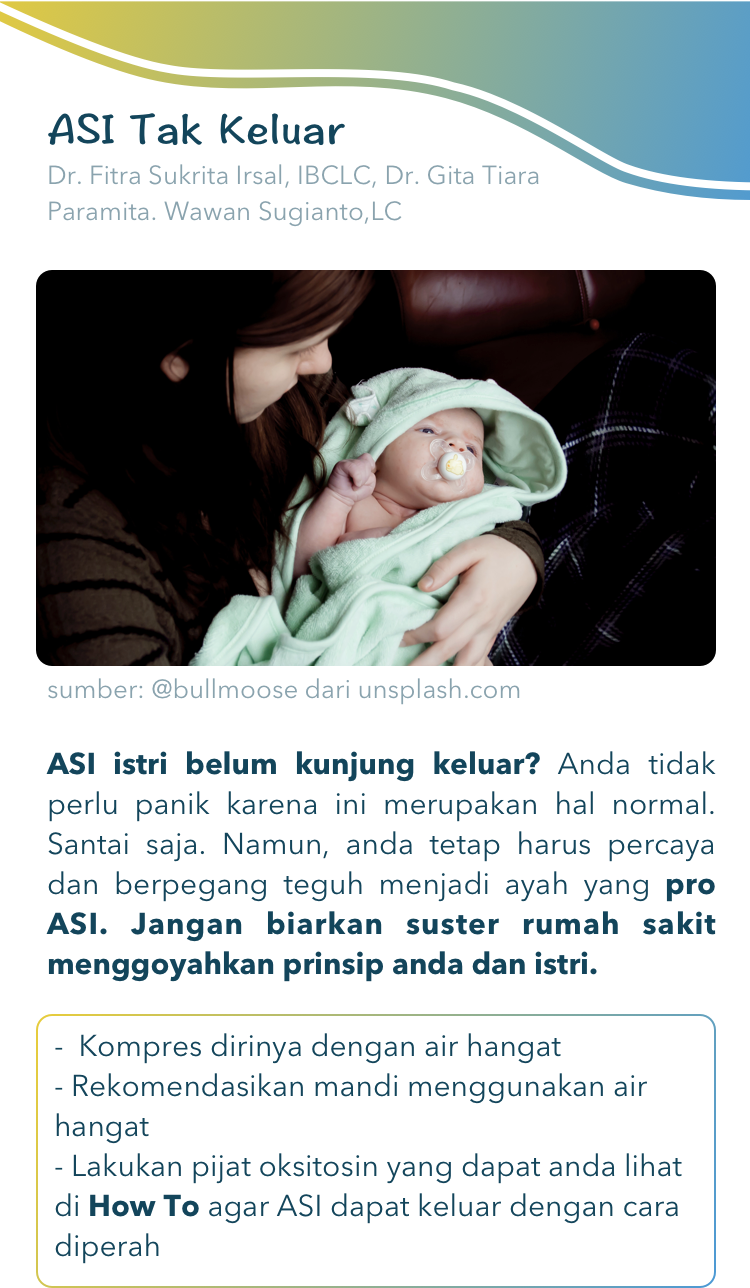 ASI Tak Keluar
Dr. Fitra Sukrita Irsal, IBCLC, Dr. Gita Tiara
Paramita. Wawan Sugianto,LC
sumber: @bullmoose dari unsplash.com
ASI istri belum kunjung keluar? Anda tidak
perlu panik karena ini merupakan hal normal.
Santai saja. Namun, anda tetap harus percaya
dan berpegang teguh menjadi ayah yang pro
ASI. Jangan biarkan suster rumah sakit
menggoyahkan prinsip anda dan istri.
- Kompres dirinya dengan air hangat
- Rekomendasikan mandi menggunakan air
hangat
- Lakukan pijat oksitosin yang dapat anda lihat
di How To agar ASI dapat keluar dengan cara
diperah